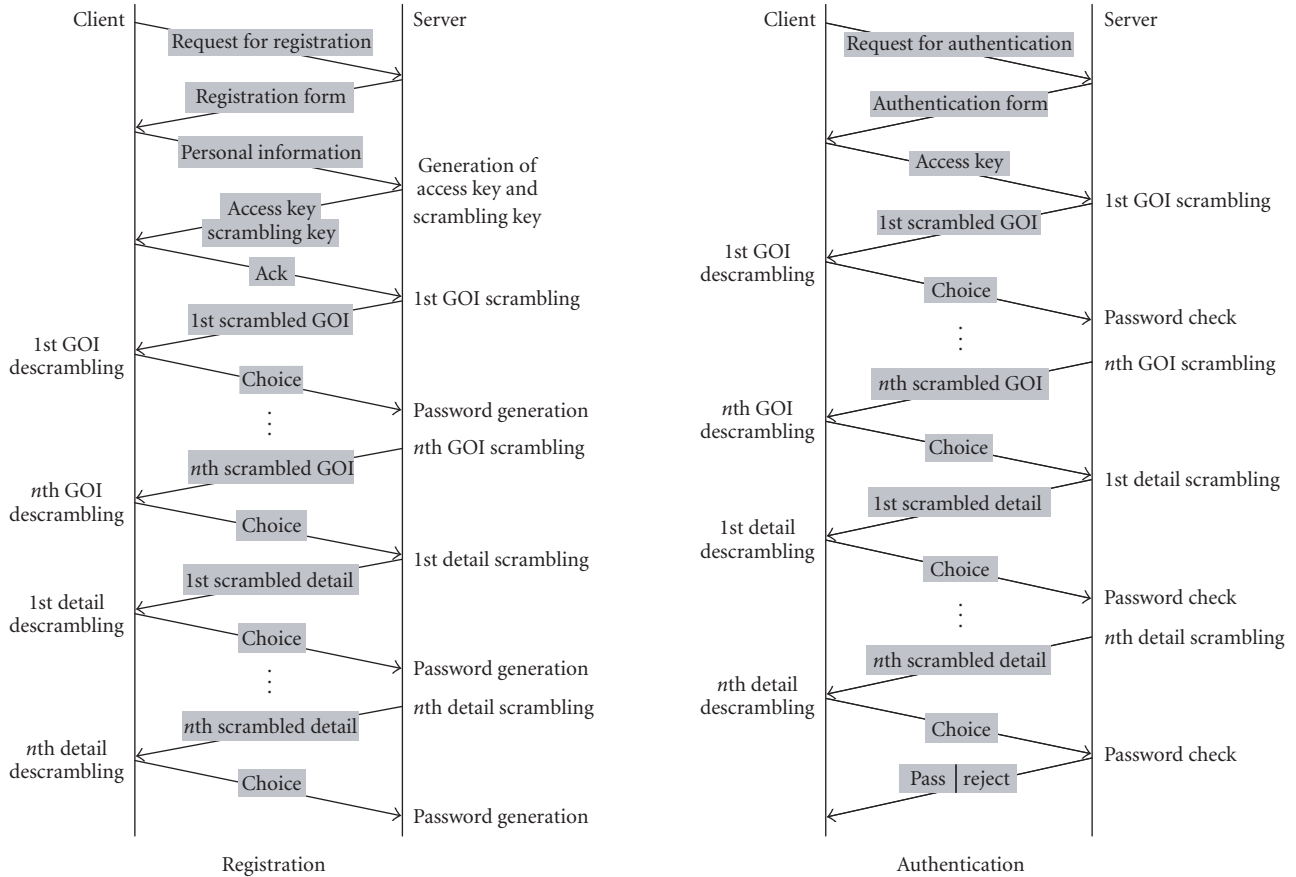 Client
Server
Request for registration
Registration form
Personal information
Generation of
access key and
scrambling key
Access key
scrambling key
Ack
1st GOI scrambling
1st scrambled GOI
1st GOI
descrambling
Choice
Password generation
nth GOI scrambling
nth scrambled GOI
nth GOI
descrambling
Choice
1st detail scrambling
1st scrambled detail
1st detail
descrambling
Choice
Password generation
nth detail scrambling
nth scrambled detail
nth detail
descrambling
Choice
Password generation
Registration
Client
Server
Request for authentication
Authentication form
Access key
1st GOI scrambling
1st scrambled GOI
1st GOI
descrambling
Choice
Password check
nth GOI scrambling
nth scrambled GOI
nth GOI
descrambling
Choice
1st detail scrambling
1st scrambled detail
1st detail
descrambling
Choice
Password check
nth detail scrambling
nth scrambled detail
nth detail
descrambling
Choice
Password check
Pass | reject
Authentication